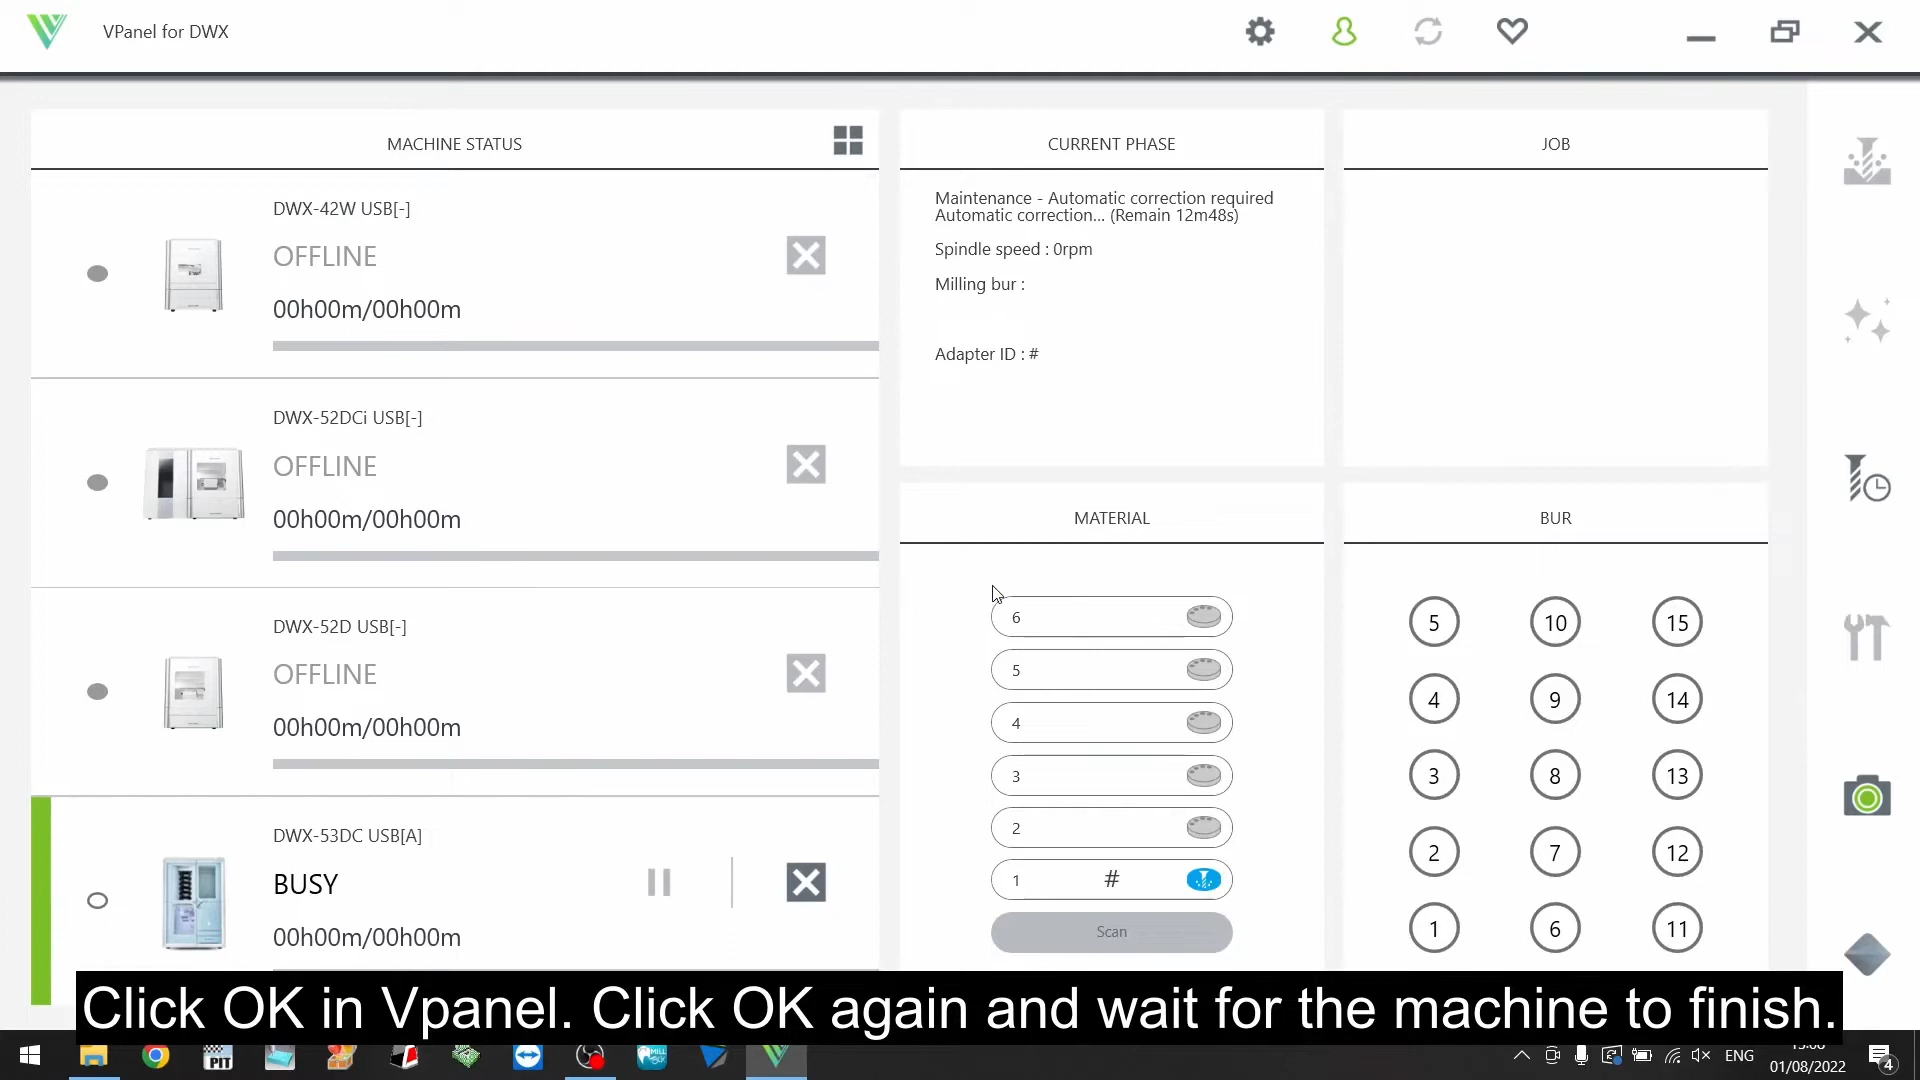 VPanel for DWX
MACHINE STATUS
DWX-42W USB[-]
OFFLINE
00h00m/00h00m
DWX-52DCi USB[-]
OFFLINE
00h00m/00h00m
DWX-52D USB[-]
OFFLINE
00h00m/00h00m
DWX-53DC USB[A]
BUSY
00h00m/00h00m
CURRENT PHASE
Maintenance - Automatic correction required
Automatic correction... (Remain 12m48s)
Spindle speed : 0rpm
Milling bur :
Adapter ID : #
JOB
MATERIAL
6
5
4
3
2
1 #
Scan
BUR
5 10 15
4 9 14
3 8 13
2 7 12
1 6 11
Click OK in Vpanel. Click OK again and wait for the machine to finish.
PIT
MILL
ENG
01/08/2022
4